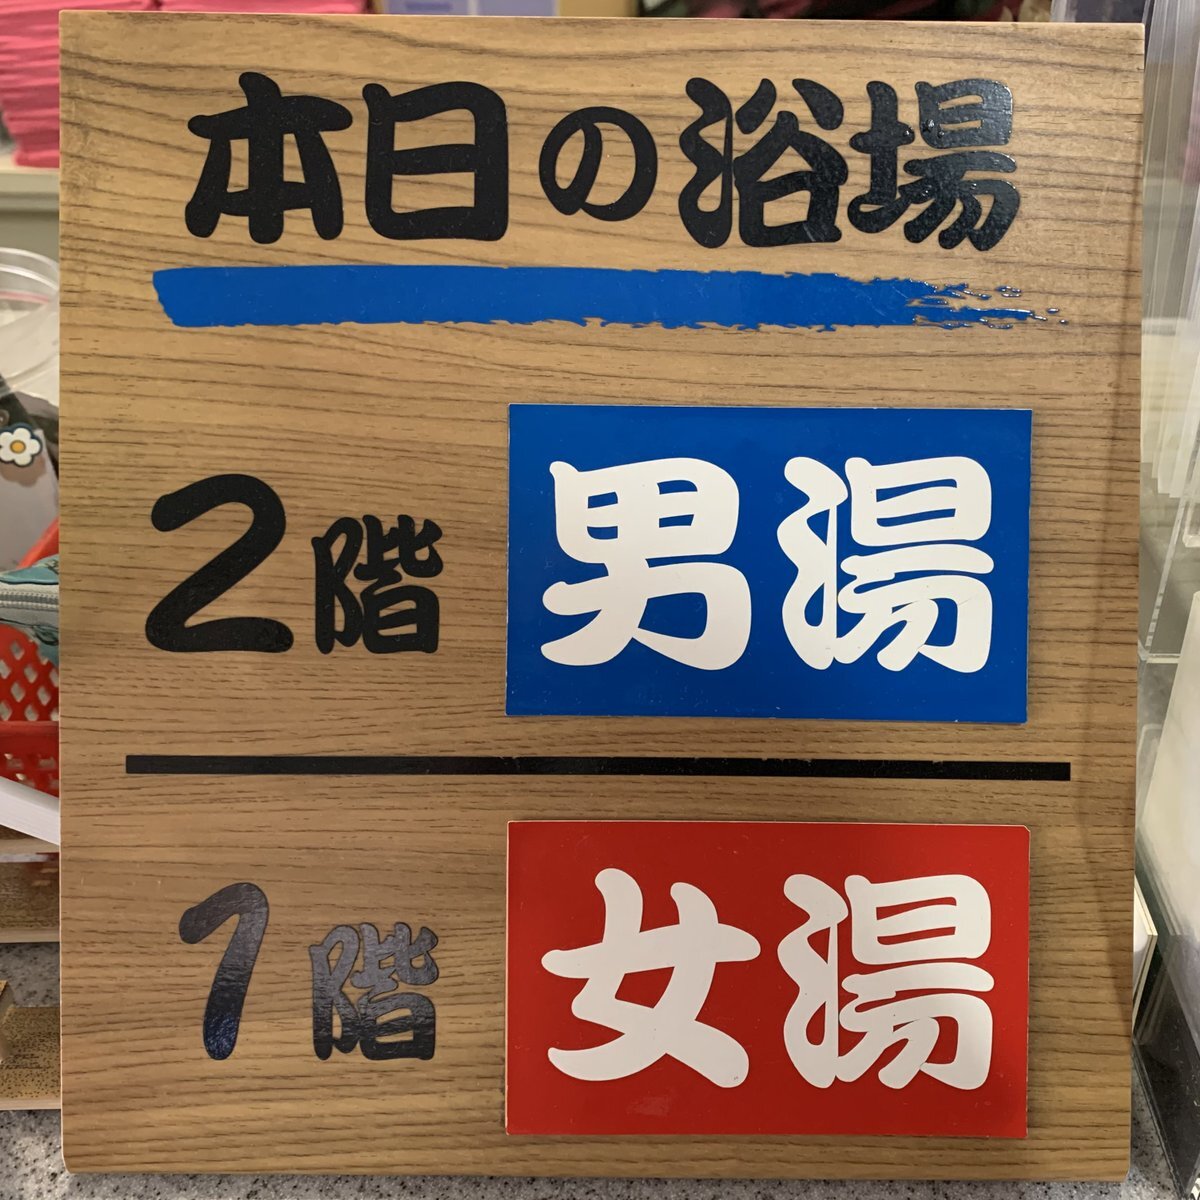 本日の浴場
2階 男湯
1階 女湯